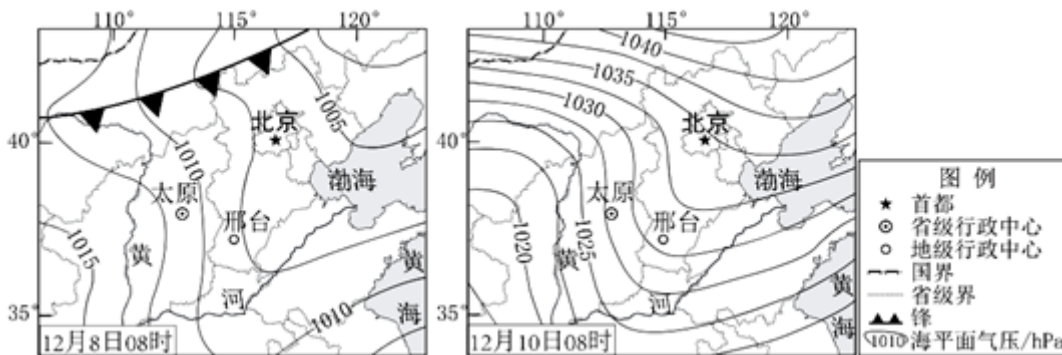 110° 115° 120°
40°
35°
北京
1005
1010
渤海
太原
邢台
1015
黄
河
1010
黄
海
12月8日08时
110° 115° 120°
40°
35°
1040
1035
1030
北京
渤海
太原
邢台
1020
1025
黄
河
黄
海
12月10日08时
图例
首都
省级行政中心
地级行政中心
国界
省级界
锋
1010 海平面气压/hPa